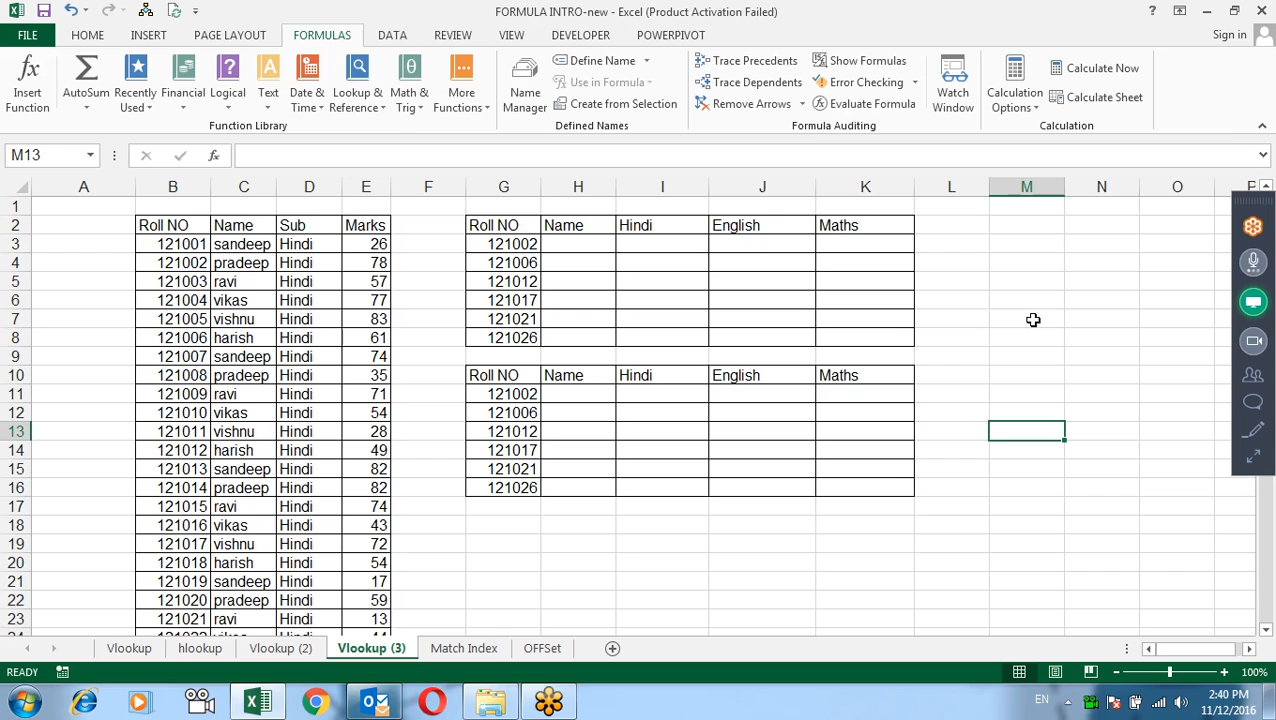 FORMULA INTRO-new - Excel (Product Activation Failed)
FILE HOME INSERT PAGE LAYOUT FORMULAS DATA REVIEW VIEW DEVELOPER POWERPIVOT Sign in
Insert Function
AutoSum
Recently Used
Financial
Logical
Text
Date & Time
Lookup & Reference
Math & Trig
More Functions
Function Library
Name Manager
Define Name
Use in Formula
Create from Selection
Defined Names
Trace Precedents
Trace Dependents
Remove Arrows
Show Formulas
Error Checking
Evaluate Formula
Formula Auditing
Watch Window
Calculation Options
Calculate Now
Calculate Sheet
Calculation
M13 fx
A B C D E F G H I J K L M N O P
1
2 Roll NO Name Sub Marks Roll NO Name Hindi English Maths
3 121001 sandeep Hindi 26 121002
4 121002 pradeep Hindi 78 121006
5 121003 ravi Hindi 57 121012
6 121004 vikas Hindi 77 121017
7 121005 vishnu Hindi 83 121021
8 121006 harish Hindi 61 121026
9 121007 sandeep Hindi 74
10 121008 pradeep Hindi 35 Roll NO Name Hindi English Maths
11 121009 ravi Hindi 71 121002
12 121010 vikas Hindi 54 121006
13 121011 vishnu Hindi 28 121012
14 121012 harish Hindi 49 121017
15 121013 sandeep Hindi 82 121021
16 121014 pradeep Hindi 82 121026
17 121015 ravi Hindi 74
18 121016 vikas Hindi 43
19 121017 vishnu Hindi 72
20 121018 harish Hindi 54
21 121019 sandeep Hindi 17
22 121020 pradeep Hindi 59
23 121021 ravi Hindi 13
24 121022 vikas Hindi 44
Vlookup hlookup Vlookup (2) Vlookup (3) Match Index OFFSet
READY 100%
EN 2:40 PM
11/12/2016